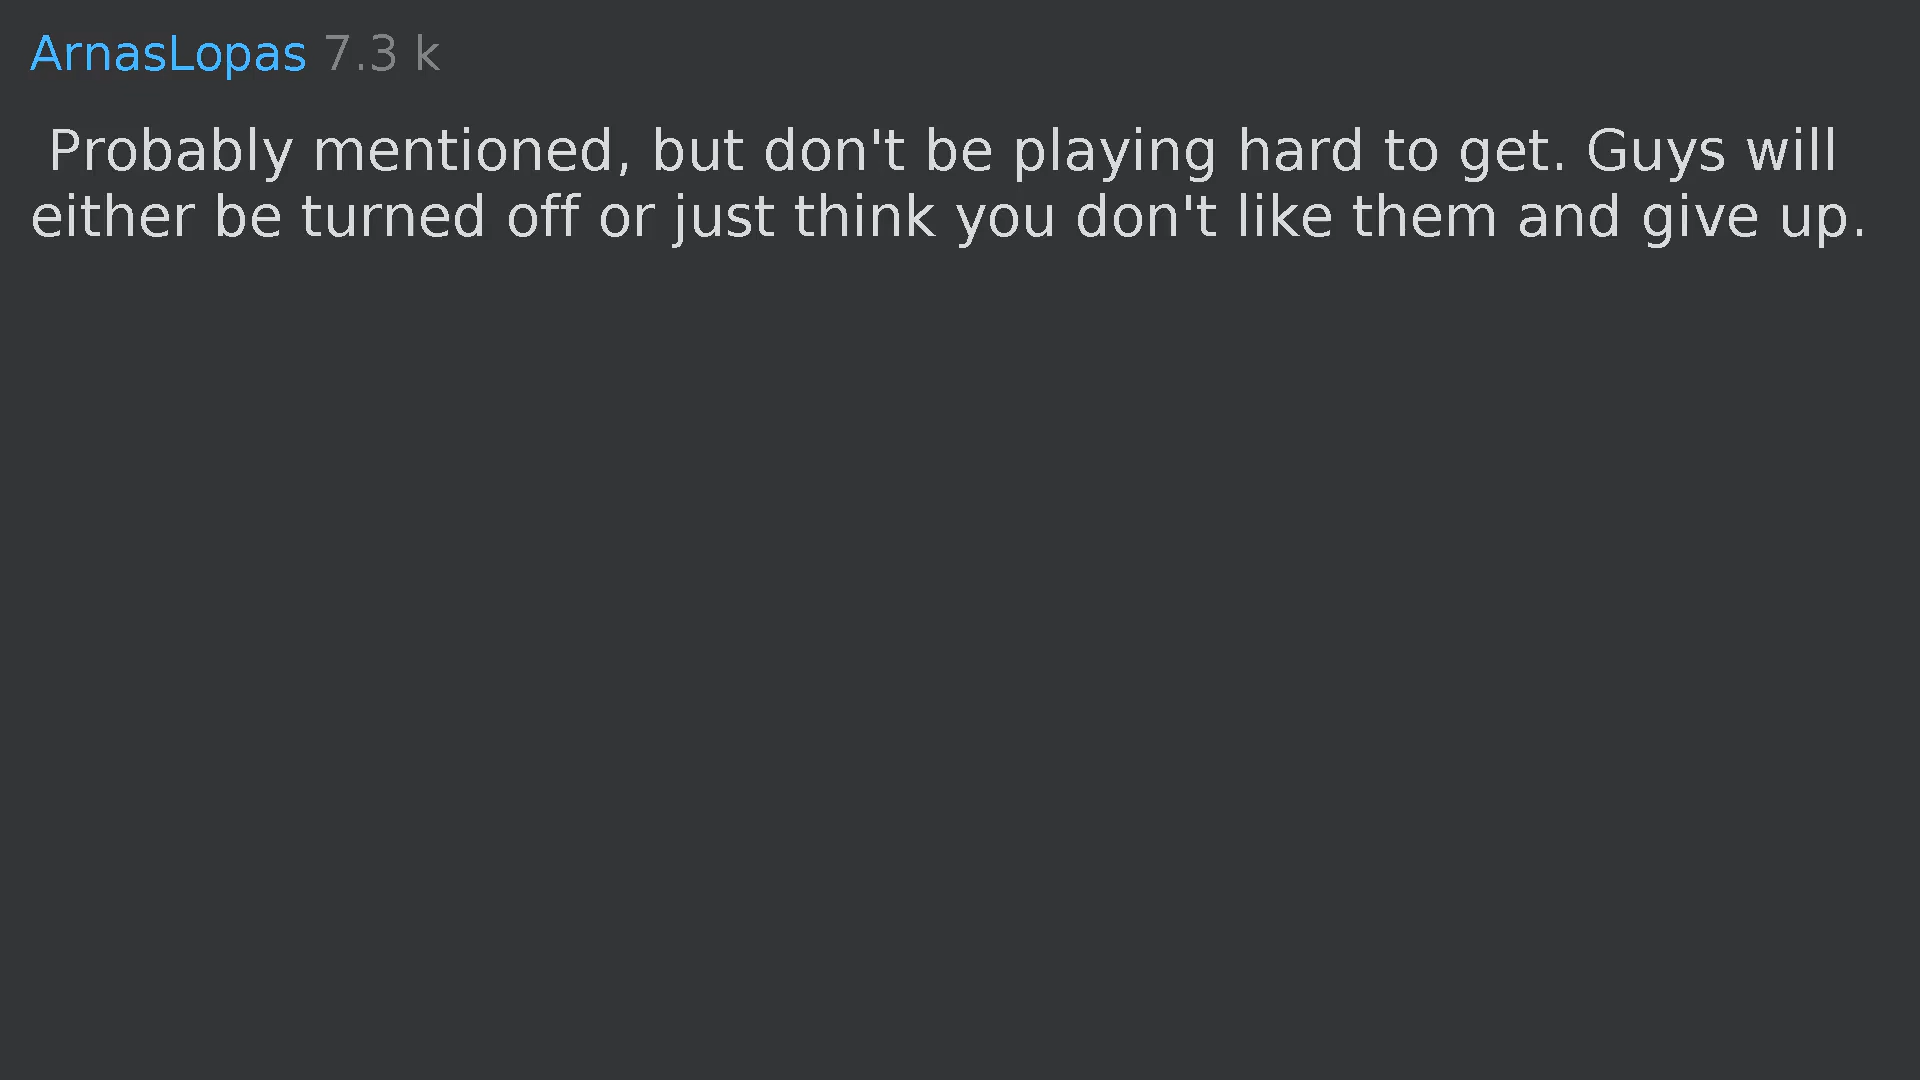 ArnasLopas 7.3 k
Probably mentioned, but don't be playing hard to get. Guys will
either be turned off or just think you don't like them and give up.